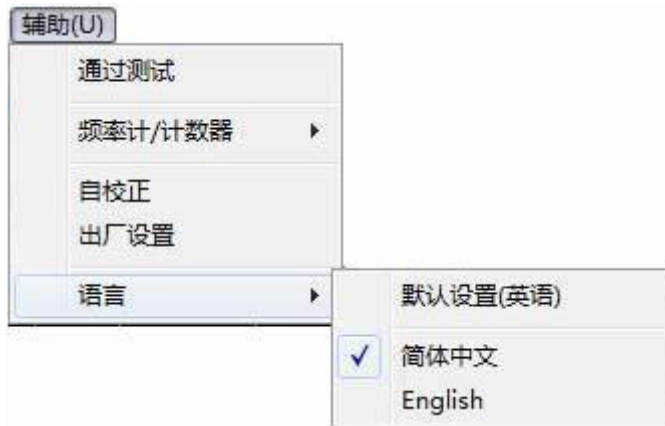 辅助(U)
通过测试
频率计/计数器
自校正
出厂设置
语言
默认设置(英语)
简体中文
English